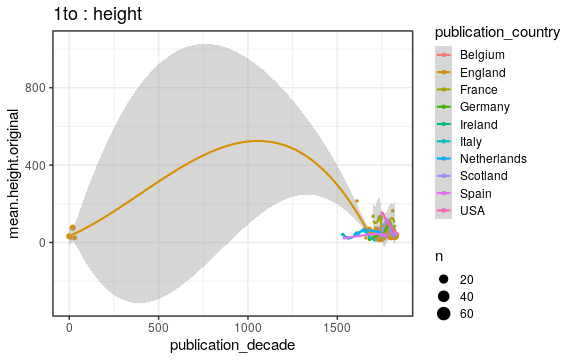 1to : height
mean.height.original
800
400
0
0
500
1000
1500
publication_decade
publication_country
Belgium
England
France
Germany
Ireland
Italy
Netherlands
Scotland
Spain
USA
n
20
40
60